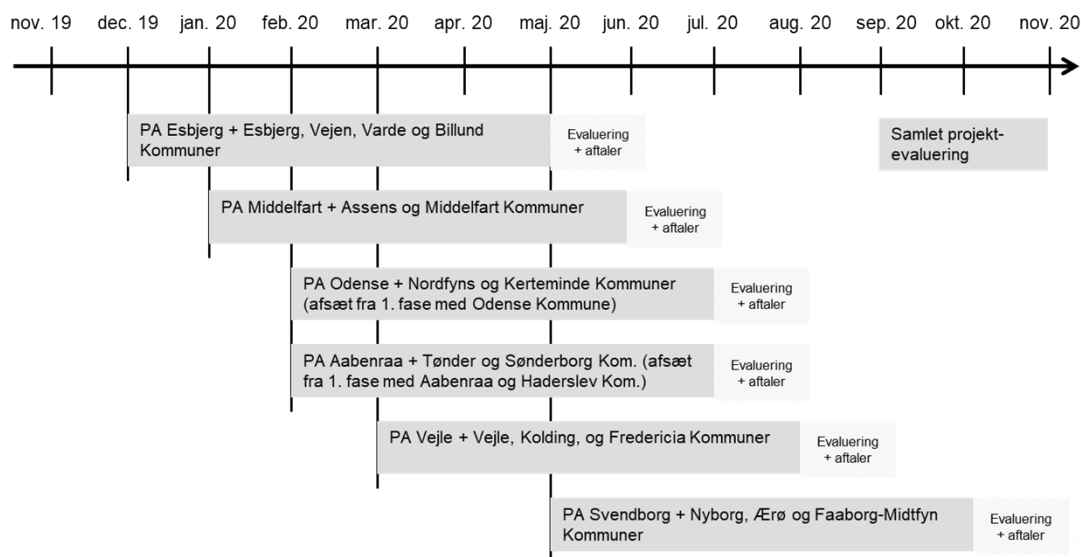 nov. 19 dec. 19 jan. 20 feb. 20 mar. 20 apr. 20 maj. 20 jun. 20 jul. 20 aug. 20 sep. 20 okt. 20 nov. 20
PA Esbjerg + Esbjerg, Vejen, Varde og Billund
Kommuner
Evaluering
+ aftaler
Samlet projekt-
evaluering
PA Middelfart + Assens og Middelfart Kommuner
Evaluering
+ aftaler
PA Odense + Nordfyns og Kerteminde Kommuner
(afsæt fra 1. fase med Odense Kommune)
Evaluering
+ aftaler
PA Aabenraa + Tønder og Sønderborg Kom. (afsæt
fra 1. fase med Aabenraa og Haderslev Kom.)
Evaluering
+ aftaler
PA Vejle + Vejle, Kolding, og Fredericia Kommuner
Evaluering
+ aftaler
PA Svendborg + Nyborg, Ærø og Faaborg-Midtfyn
Kommuner
Evaluering
+ aftaler